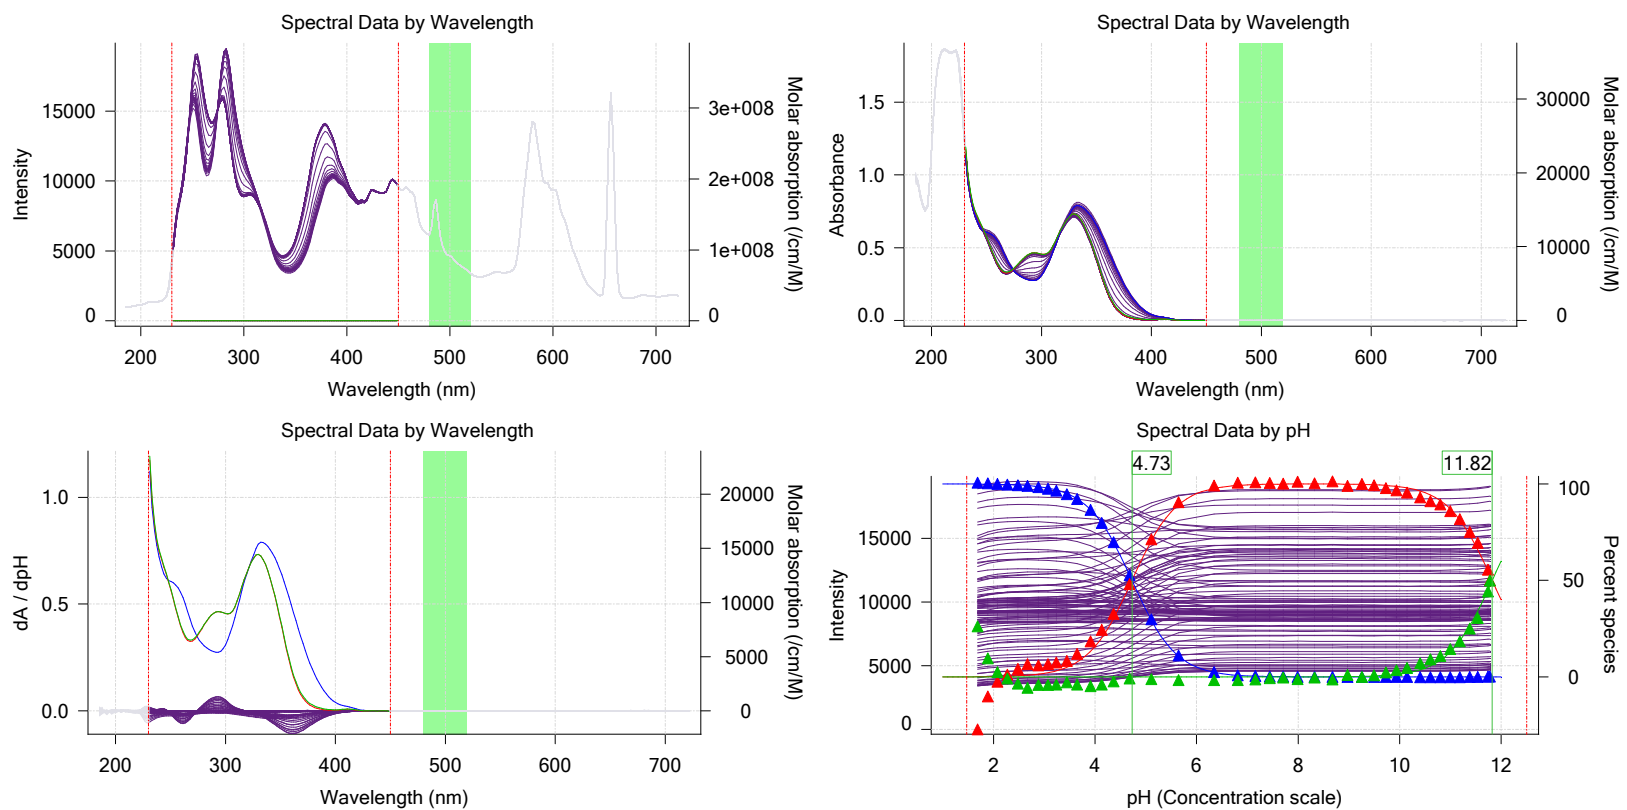 Spectral Data by Wavelength
Intensity
15000
10000
5000
0
3e+008
2e+008
1e+008
0
Molar absorption (/cm/M)
200 300 400 500 600 700
Wavelength (nm)
Spectral Data by Wavelength
Absorbance
1.5
1.0
0.5
0.0
30000
20000
10000
0
Molar absorption (/cm/M)
200 300 400 500 600 700
Wavelength (nm)
Spectral Data by Wavelength
dA / dpH
1.0
0.5
0.0
20000
15000
10000
5000
0
Molar absorption (/cm/M)
200 300 400 500 600 700
Wavelength (nm)
Spectral Data by pH
4.73 11.82
Intensity
15000
10000
5000
0
100
50
0
Percent species
2 4 6 8 10 12
pH (Concentration scale)